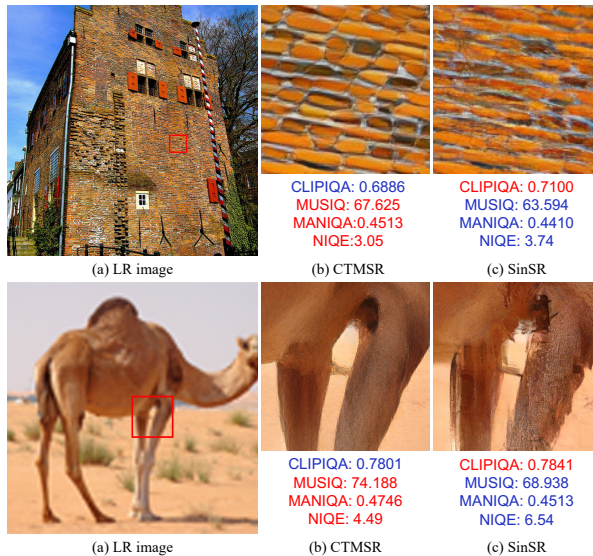 CLIPIQA: 0.6886
MUSIQ: 67.625
MANIQA:0.4513
NIQE:3.05
CLIPIQA: 0.7100
MUSIQ: 63.594
MANIQA: 0.4410
NIQE: 3.74
(a) LR image
(b) CTMSR
(c) SinSR
CLIPIQA: 0.7801
MUSIQ: 74.188
MANIQA: 0.4746
NIQE: 4.49
CLIPIQA: 0.7841
MUSIQ: 68.938
MANIQA: 0.4513
NIQE: 6.54
(a) LR image
(b) CTMSR
(c) SinSR